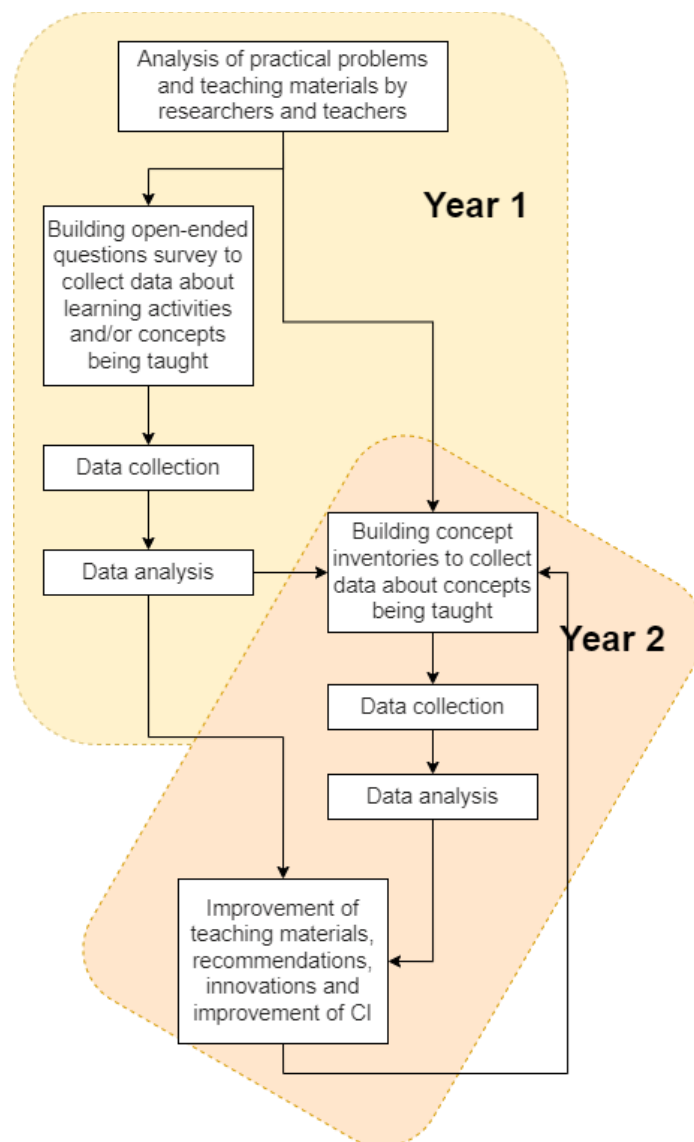 Analysis of practical problems
and teaching materials by
researchers and teachers
Year 1
Building open-ended
questions survey to
collect data about
learning activities
and/or concepts
being taught
Data collection
Data analysis
Building concept
inventories to collect
data about concepts
being taught
Year 2
Data collection
Data analysis
Improvement of
teaching materials,
recommendations,
innovations and
improvement of CI